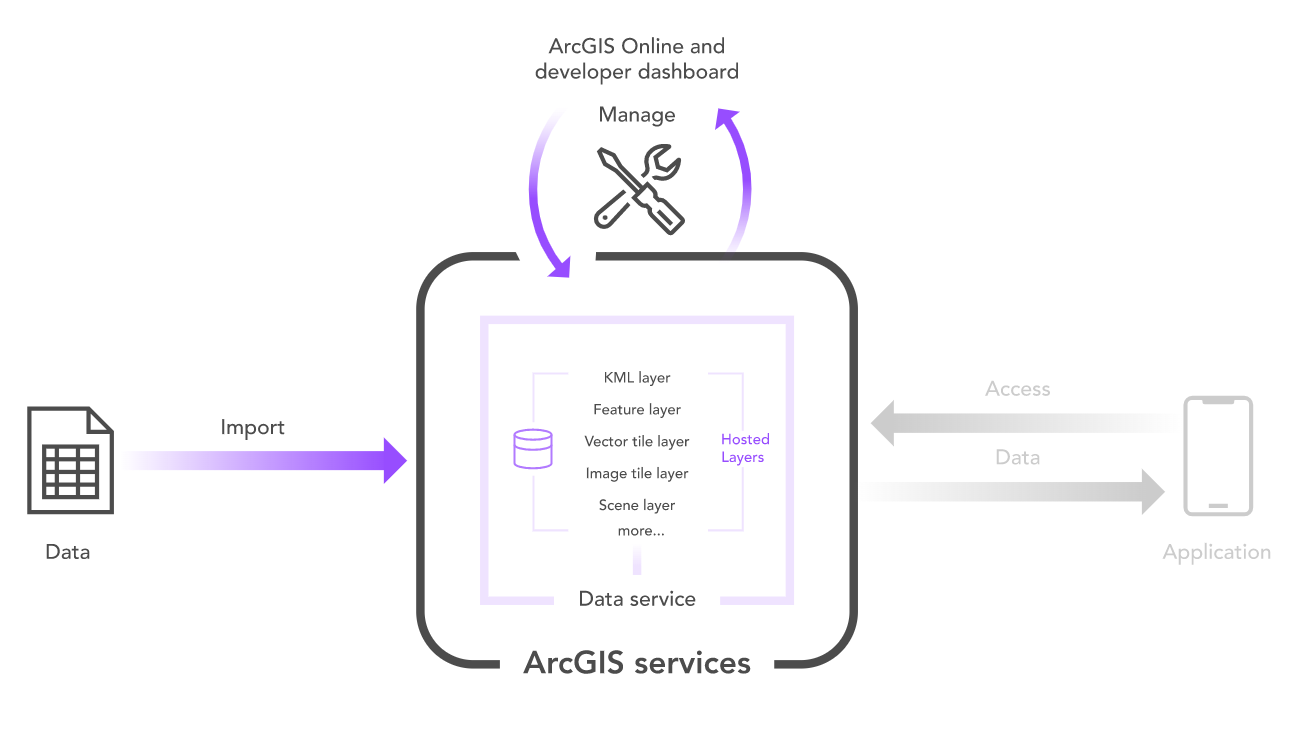 ArcGIS Online and
developer dashboard
Manage
Import
Data
KML layer
Feature layer
Vector tile layer
Image tile layer
Scene layer
more...
Hosted
Layers
Data service
ArcGIS services
Access
Data
Application